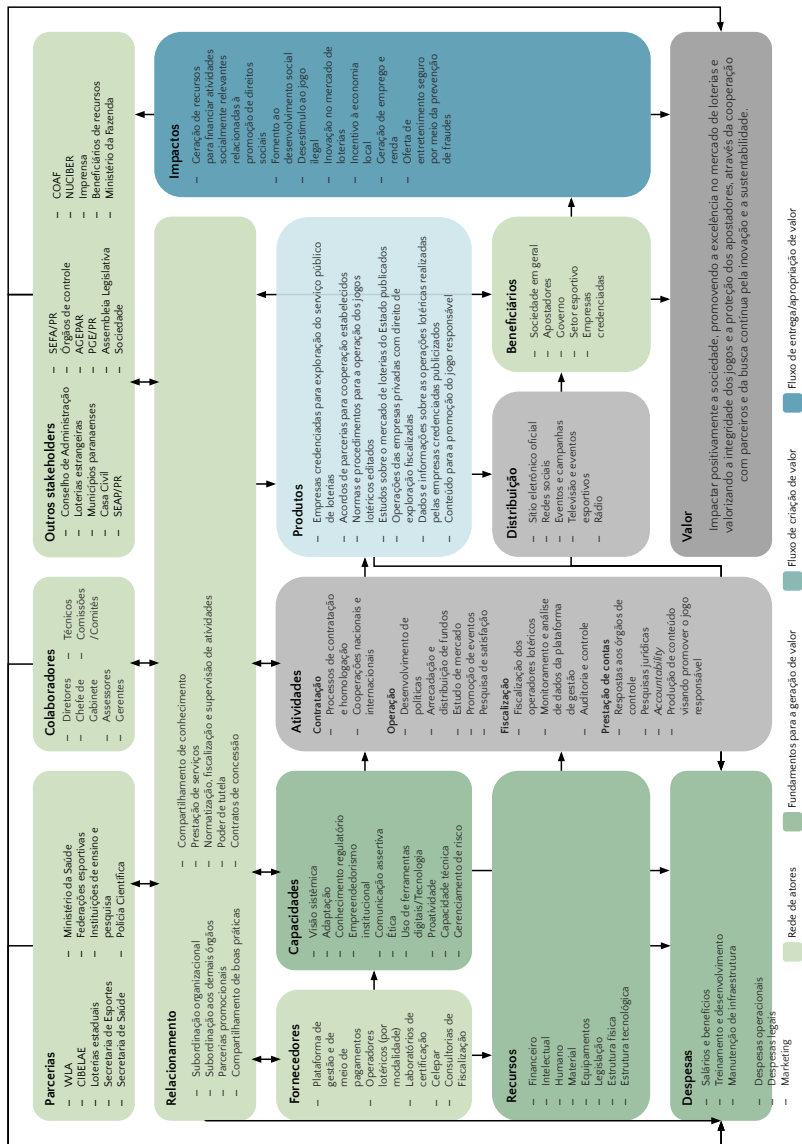 Parcerias
– WLA
– CIBELAE
– Loterias estaduais
– Secretaria de Esportes
– Secretaria de Saúde
– Ministério da Saúde
– Federações esportivas
– Instituições de ensino e
pesquisa
– Polícia Científica
Colaboradores
– Diretores
– Chefe de
Gabinete
– Assessores
– Gerentes
– Técnicos
– Comissões
/Comitês
Outros stakeholders
– Conselho de Administração
– Loterias estrangeiras
– Municípios paranaenses
– Casa Civil
– SEAP/PR
– SEFA/PR
– Órgãos de controle
– AGEPAR
– PGE/PR
– Assembleia Legislativa
– Sociedade
– COAF
– NUCIBER
– Imprensa
– Beneficiários de recursos
– Ministério da Fazenda
Relacionamento
– Subordinação organizacional
– Subordinação aos demais órgãos
– Parcerias promocionais
– Compartilhamento de boas práticas
– Compartilhamento de conhecimento
– Prestação de serviços
– Normatização, fiscalização e supervisão de atividades
– Poder de tutela
– Contratos de concessão
Impactos
– Geração de recursos
para financiar atividades
socialmente relevantes
relacionadas à
promoção de direitos
sociais
– Fomento ao
desenvolvimento social
– Desestímulo ao jogo
ilegal
– Inovação no mercado de
loterias
– Incentivo à economia
local
– Geração de emprego e
renda
– Oferta de
entretenimento seguro
por meio da prevenção
de fraudes
Fornecedores
– Plataforma de
gestão e de
meio de
pagamentos
– Operadores
lotéricos (por
modalidade)
– Laboratórios de
certificação
– Celepar
– Consultorias de
Fiscalização
Capacidades
– Visão sistêmica
– Adaptação
– Conhecimento regulatório
– Empreendedorismo
institucional
– Comunicação assertiva
– Ética
– Uso de ferramentas
digitais/Tecnologia
– Proatividade
– Capacidade técnica
– Gerenciamento de risco
Atividades
Contratação
– Processos de contratação
e homologação
– Cooperações nacionais e
internacionais
Operação
– Desenvolvimento de
políticas
– Arrecadação e
distribuição de fundos
– Estudo de mercado
– Promoção de eventos
– Pesquisa de satisfação
Fiscalização
– Fiscalização dos
operadores lotéricos
– Monitoramento e análise
de dados da plataforma
de gestão
– Auditoria e controle
Prestação de contas
– Respostas aos órgãos de
controle
– Pesquisas jurídicas
– Accountability
– Produção de conteúdo
visando promover o jogo
responsável
Produtos
– Empresas credenciadas para exploração do serviço público
de loterias
– Acordos de parcerias para cooperação estabelecidos
– Normas e procedimentos para a operação dos jogos
lotéricos editados
– Estudos sobre o mercado de loterias do Estado publicados
– Operações das empresas privadas com direito de
exploração fiscalizadas
– Dados e informações sobre as operações lotéricas realizadas
pelas empresas credenciadas publicizados
– Conteúdo para a promoção do jogo responsável
Recursos
– Financeiro
– Intelectual
– Humano
– Material
– Equipamentos
– Legislação
– Estrutura física
– Estrutura tecnológica
Distribuição
– Sítio eletrônico oficial
– Redes sociais
– Eventos e campanhas
– Televisão e eventos
esportivos
– Rádio
Beneficiários
– Sociedade em geral
– Apostadores
– Governo
– Setor esportivo
– Empresas
credenciadas
Despesas
– Salários e benefícios
– Treinamento e desenvolvimento
– Manutenção de infraestrutura
– Despesas operacionais
– Despesas legais
– Marketing
Valor
Impactar positivamente a sociedade, promovendo a excelência no mercado de loterias e
valorizando a integridade dos jogos e a proteção dos apostadores, através da cooperação
com parceiros e da busca contínua pela inovação e a sustentabilidade.
Rede de atores
Fundamentos para a geração de valor
Fluxo de criação de valor
Fluxo de entrega/apropriação de valor